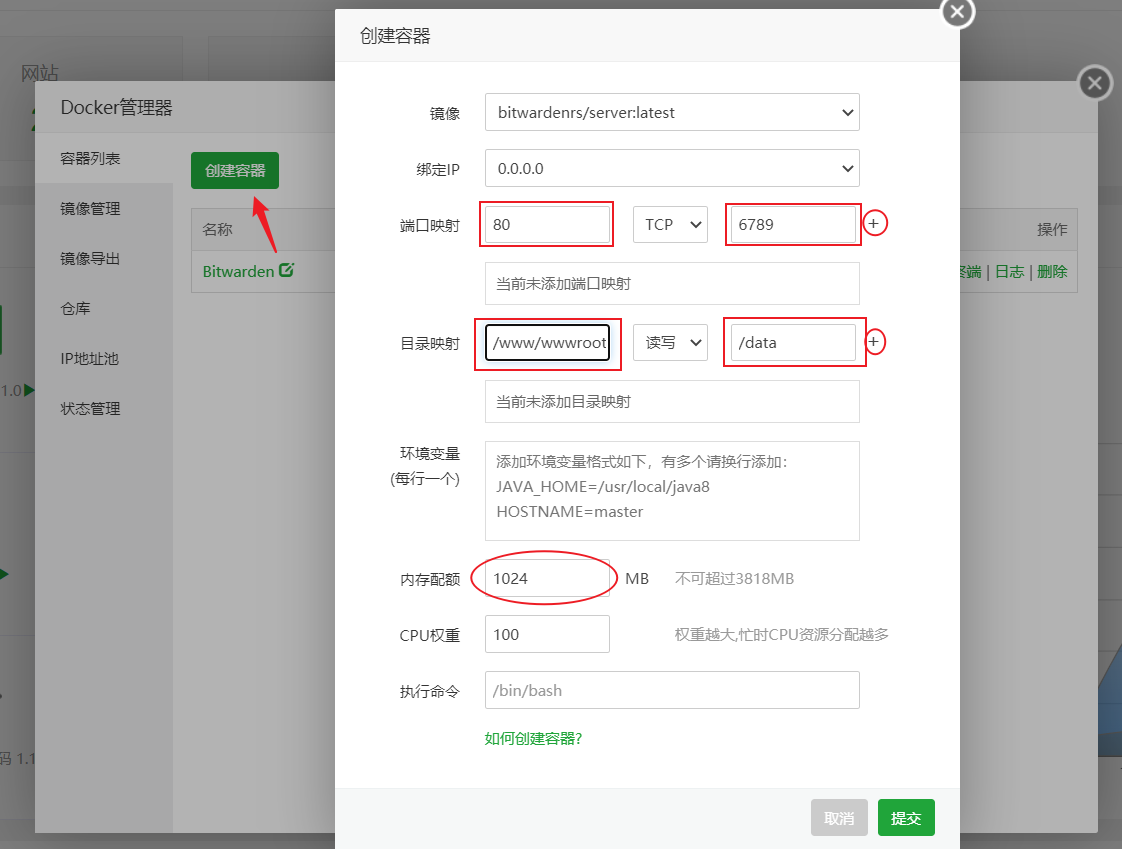 网站
Docker管理器
容器列表
镜像管理
镜像导出
仓库
IP地址池
状态管理
创建容器
名称
操作
Bitwarden
终端 | 日志 | 删除
1.0
码 1.1
创建容器
镜像
bitwardenrs/server:latest
绑定IP
0.0.0.0
端口映射
80
TCP
6789
当前未添加端口映射
目录映射
/www/wwwroot
读写
/data
当前未添加目录映射
环境变量
(每行一个)
添加环境变量格式如下，有多个请换行添加：
JAVA_HOME=/usr/local/java8
HOSTNAME=master
内存配额
1024
MB
不可超过3818MB
CPU权重
100
权重越大,忙时CPU资源分配越多
执行命令
/bin/bash
如何创建容器?
取消
提交